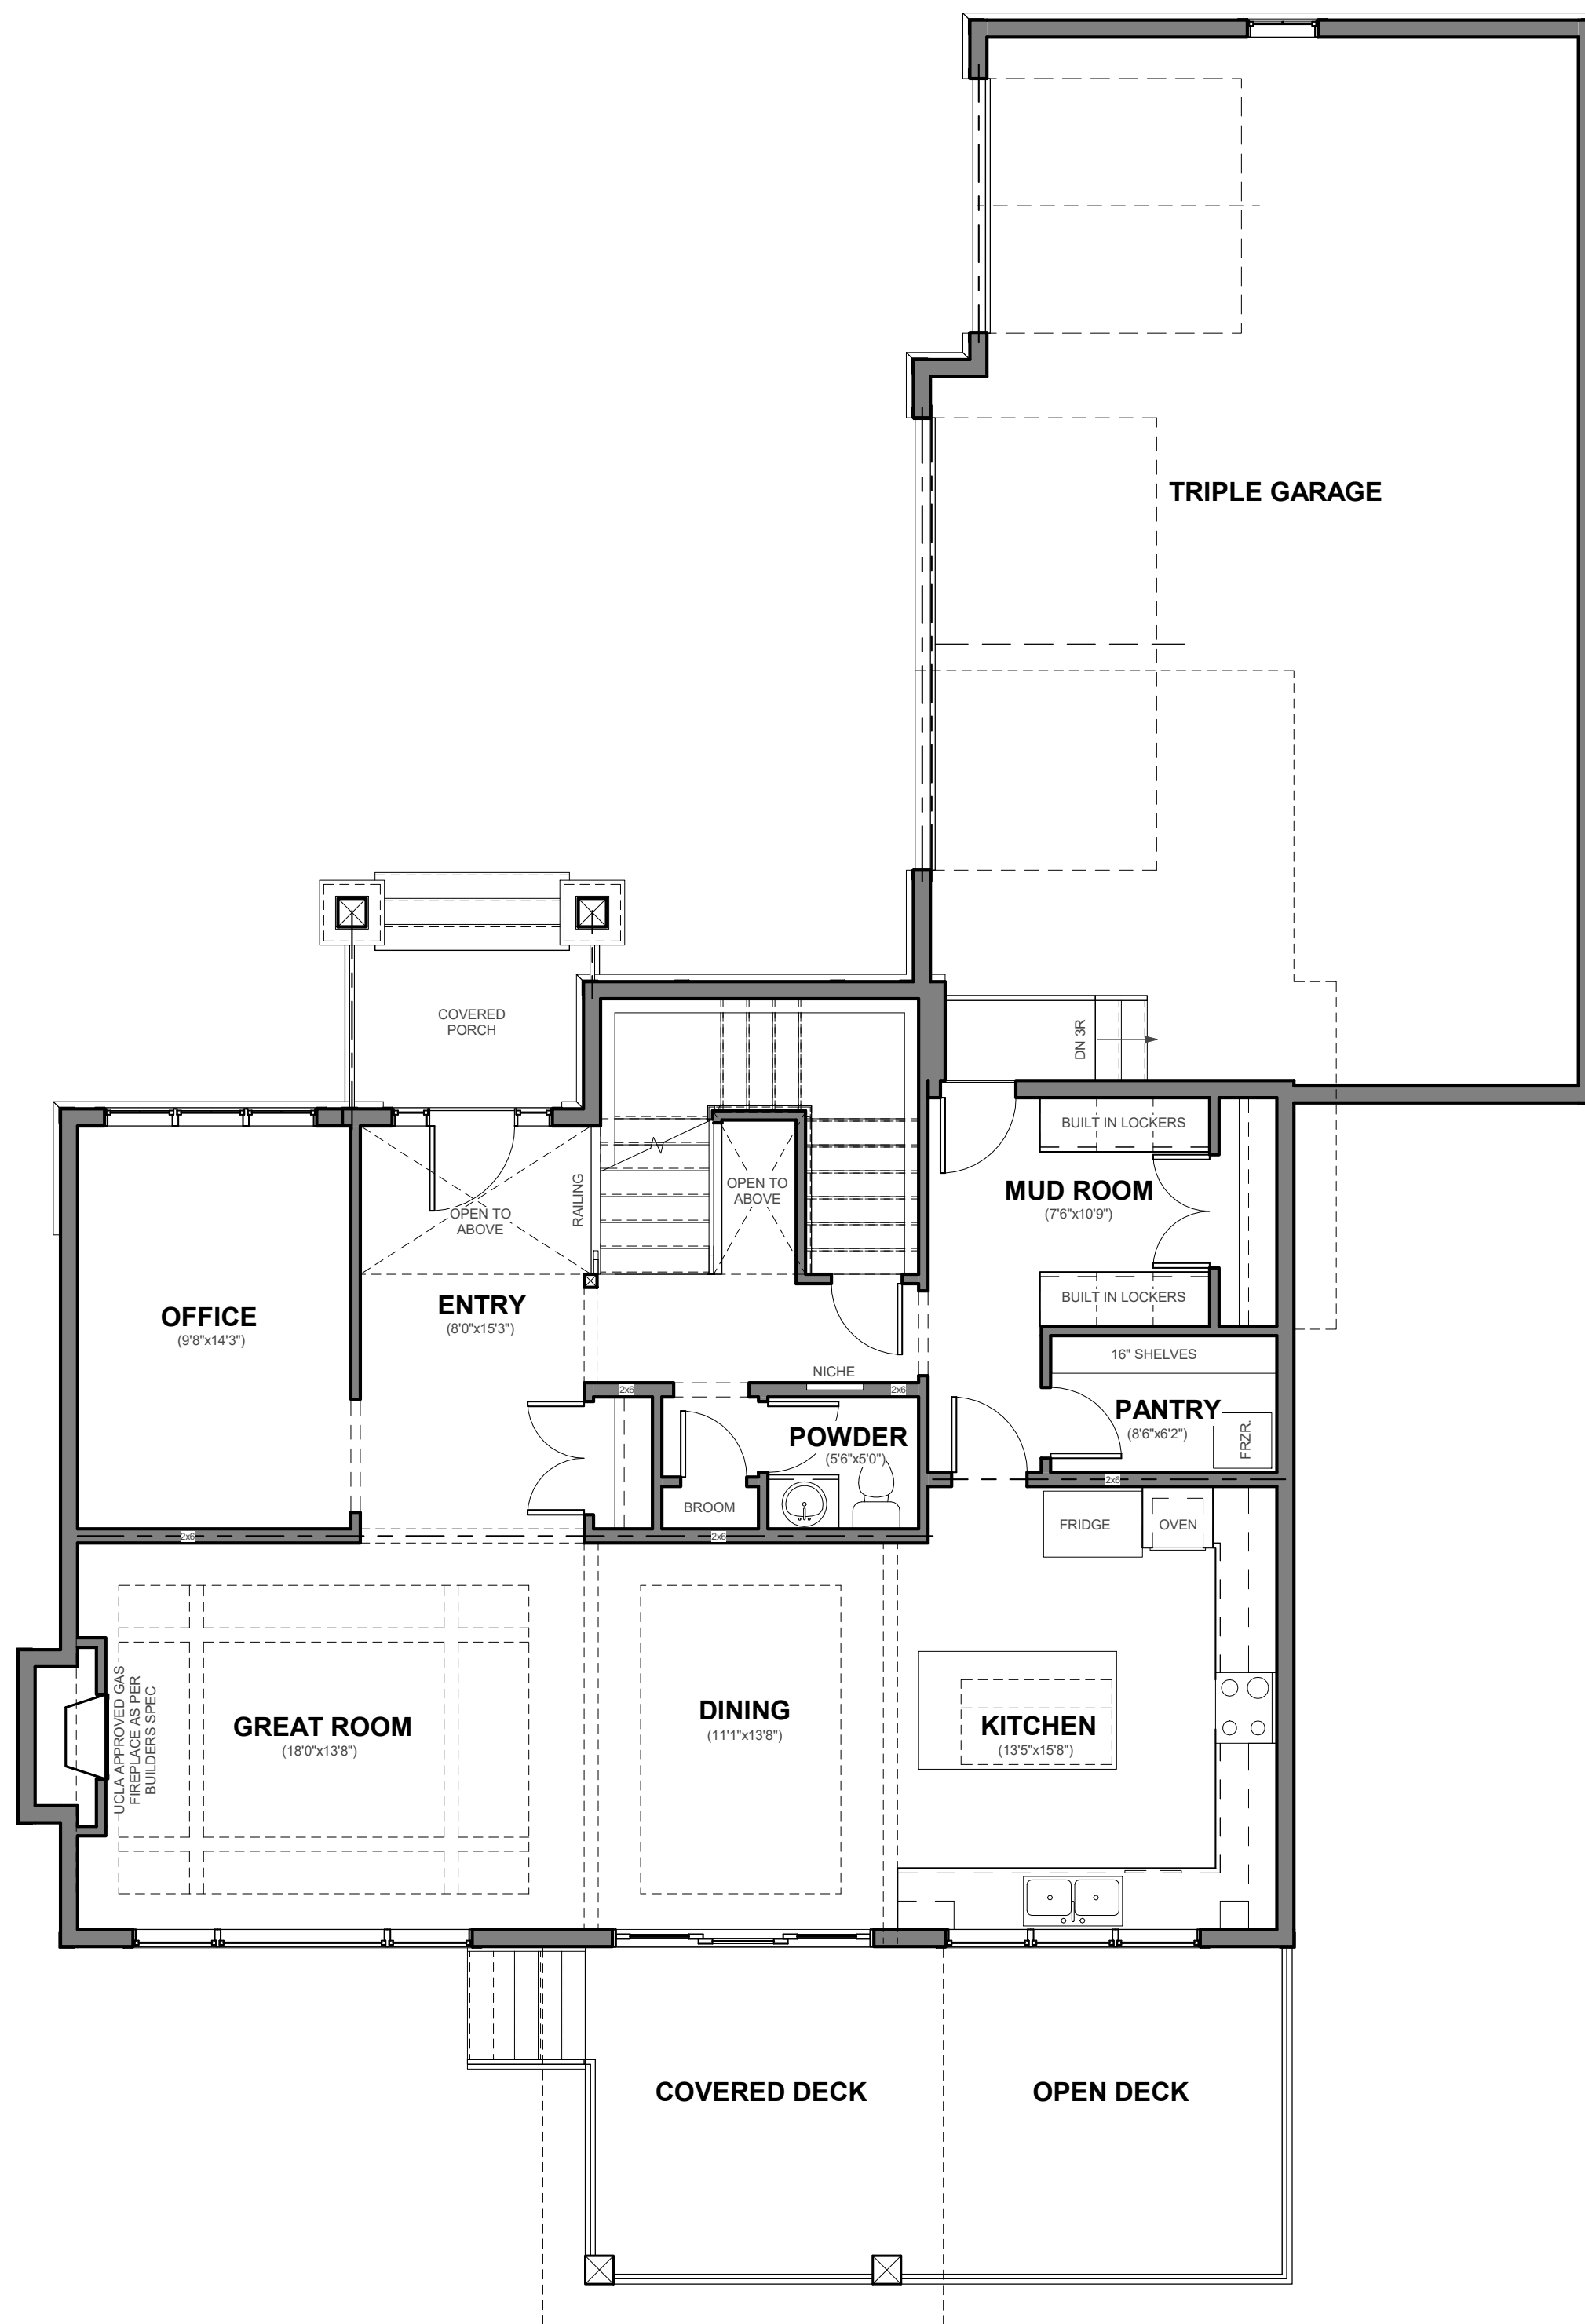 TRIPLE GARAGE
COVERED
PORCH
DN 3R
BUILT IN LOCKERS
MUD ROOM
(7'6"x10'9")
OPEN TO
ABOVE
RAILING
OPEN TO
ABOVE
BUILT IN LOCKERS
ENTRY
(8'0"x15'3")
OFFICE
(9'8"x14'3")
16" SHELVES
NICHE
2x6
2x6
PANTRY
(8'6"x6'2")
FRZR.
POWDER
(5'6"x5'0")
2x6
BROOM
2x6
2x6
FRIDGE
OVEN
UCLA APPROVED GAS
FIREPLACE AS PER
BUILDERS SPEC
GREAT ROOM
(18'0"x13'8")
DINING
(11'1"x13'8")
KITCHEN
(13'5"x15'8")
COVERED DECK
OPEN DECK